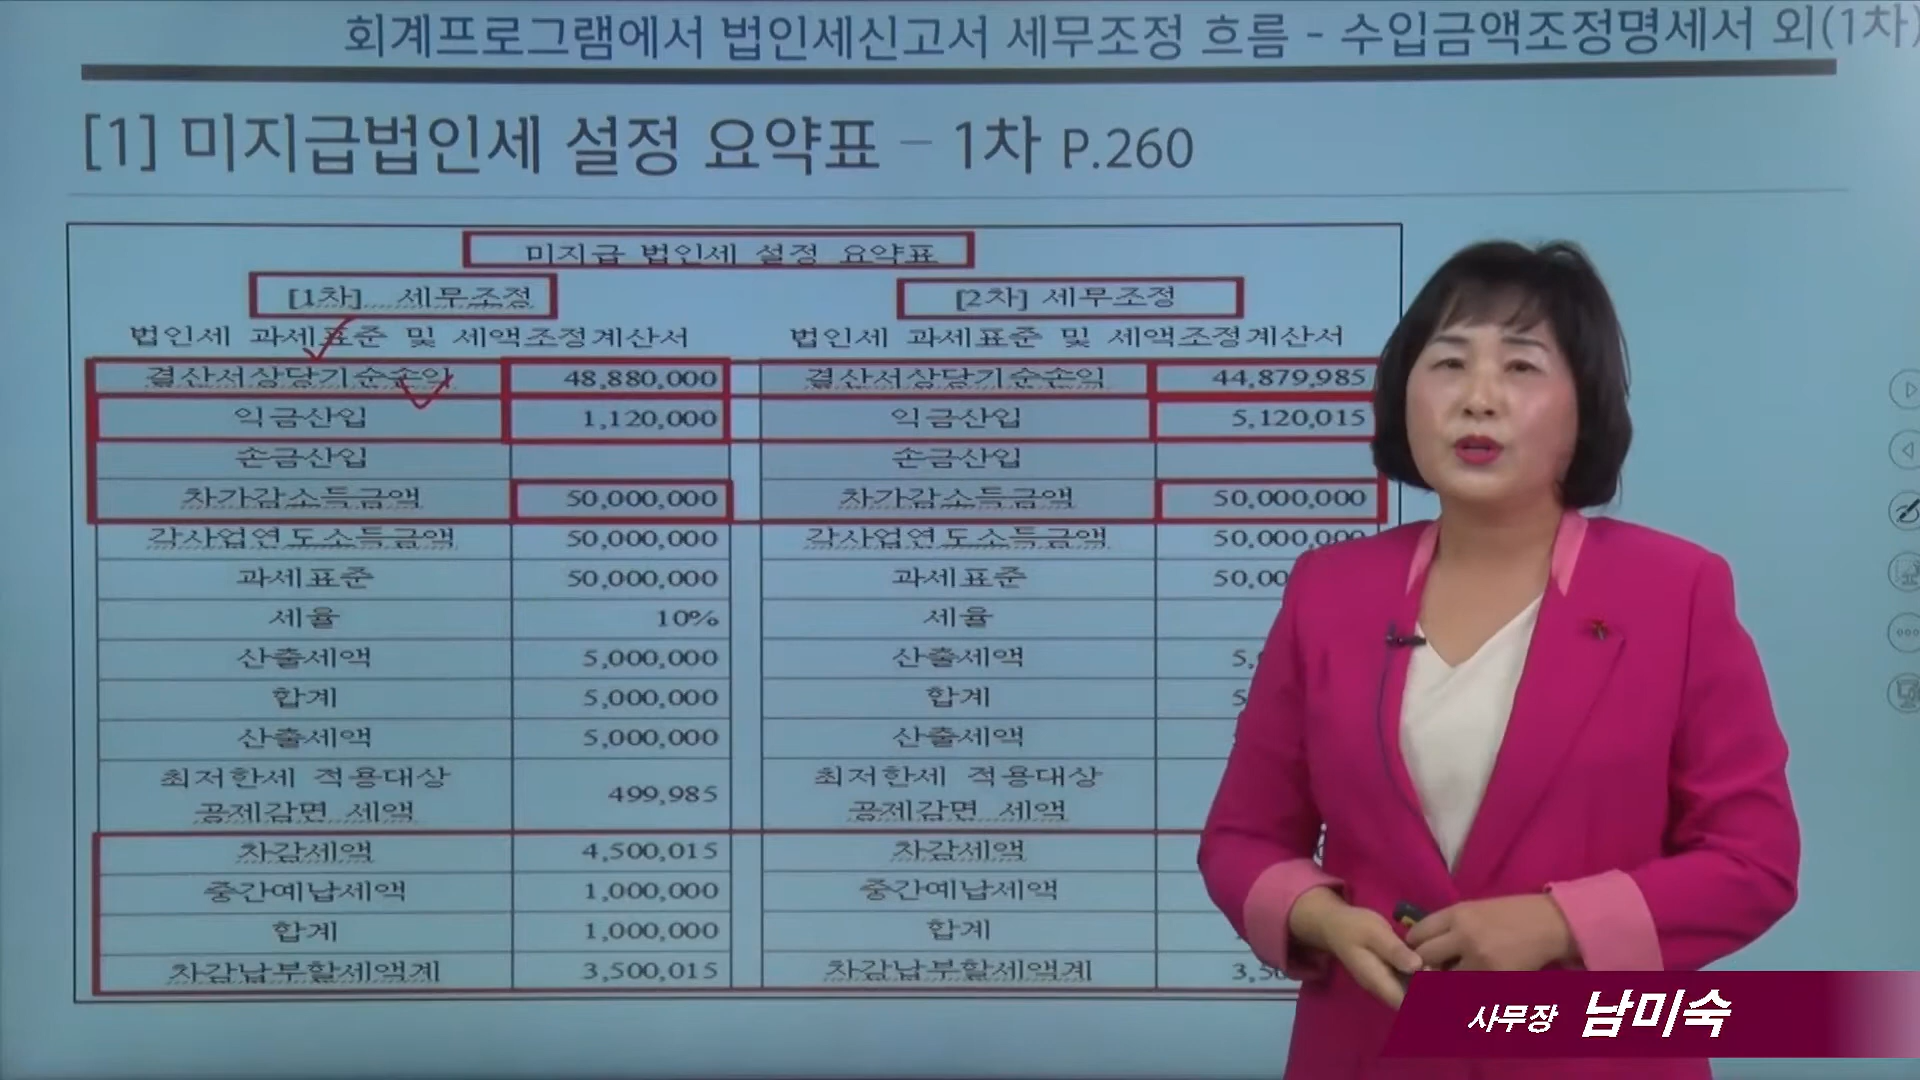 회계프로그램에서 법인세신고서 세무조정 흐름 - 수입금액조정명세서 외(1차)
[1] 미지급법인세 설정 요약표 – 1차 P.260
미지급 법인세 설정 요약표
[1차] 세무조정 [2차] 세무조정
법인세 과세표준 및 세액조정계산서 법인세 과세표준 및 세액조정계산서
결산서상당기순손익 48,880,000 결산서상당기순손익 44,879,985
익금산입 1,120,000 익금산입 5,120,015
손금산입 손금산입
차가감소득금액 50,000,000 차가감소득금액 50,000,000
각사업연도소득금액 50,000,000 각사업연도소득금액 50,000,000
과세표준 50,000,000 과세표준
세율 10% 세율
산출세액 5,000,000 산출세액
합계 5,000,000 합계
산출세액 5,000,000 산출세액
최저한세 적용대상 공제감면 세액 499,985 최저한세 적용대상 공제감면 세액
차감세액 4,500,015 차감세액
중간예납세액 1,000,000 중간예납세액
합계 1,000,000 합계
차감납부할세액계 3,500,015 차감납부할세액계
사무장 남미숙